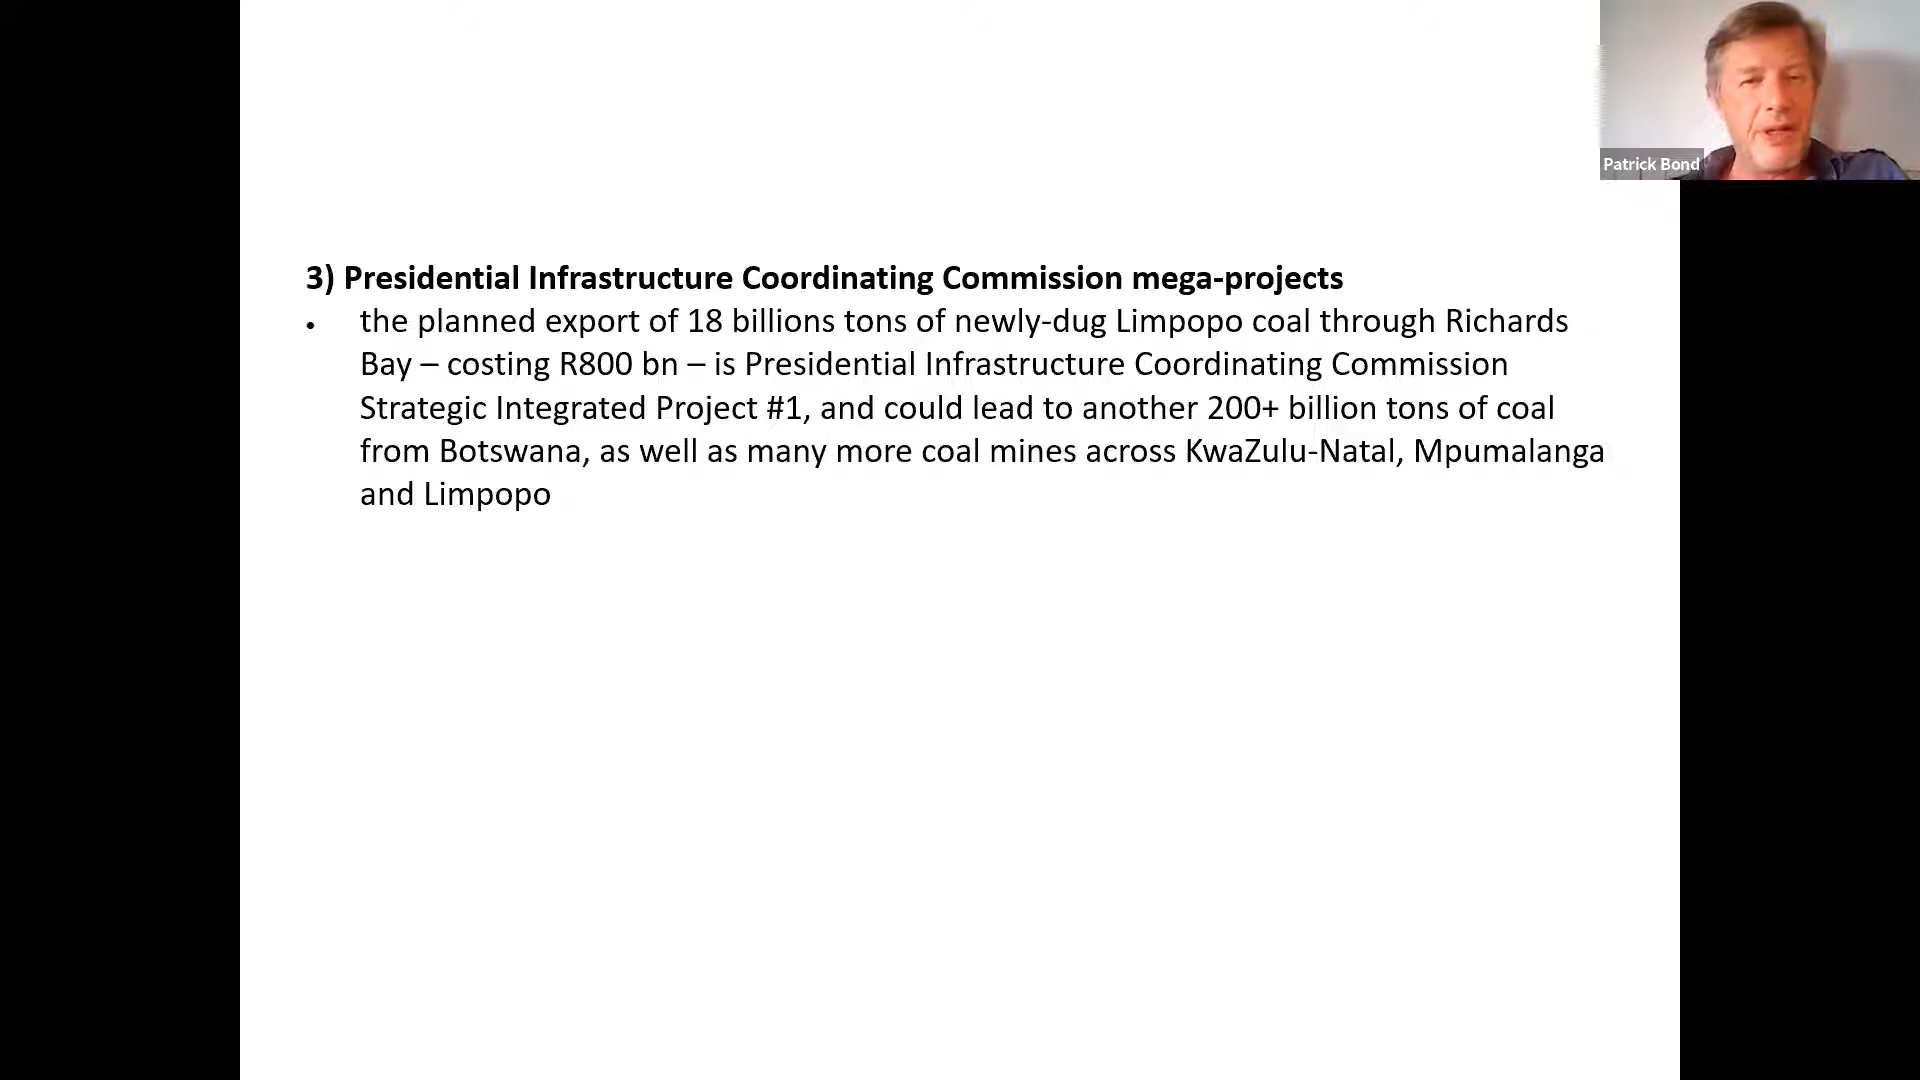 Patrick Bond
3) Presidential Infrastructure Coordinating Commission mega-projects
• the planned export of 18 billions tons of newly-dug Limpopo coal through Richards
Bay – costing R800 bn – is Presidential Infrastructure Coordinating Commission
Strategic Integrated Project #1, and could lead to another 200+ billion tons of coal
from Botswana, as well as many more coal mines across KwaZulu-Natal, Mpumalanga
and Limpopo